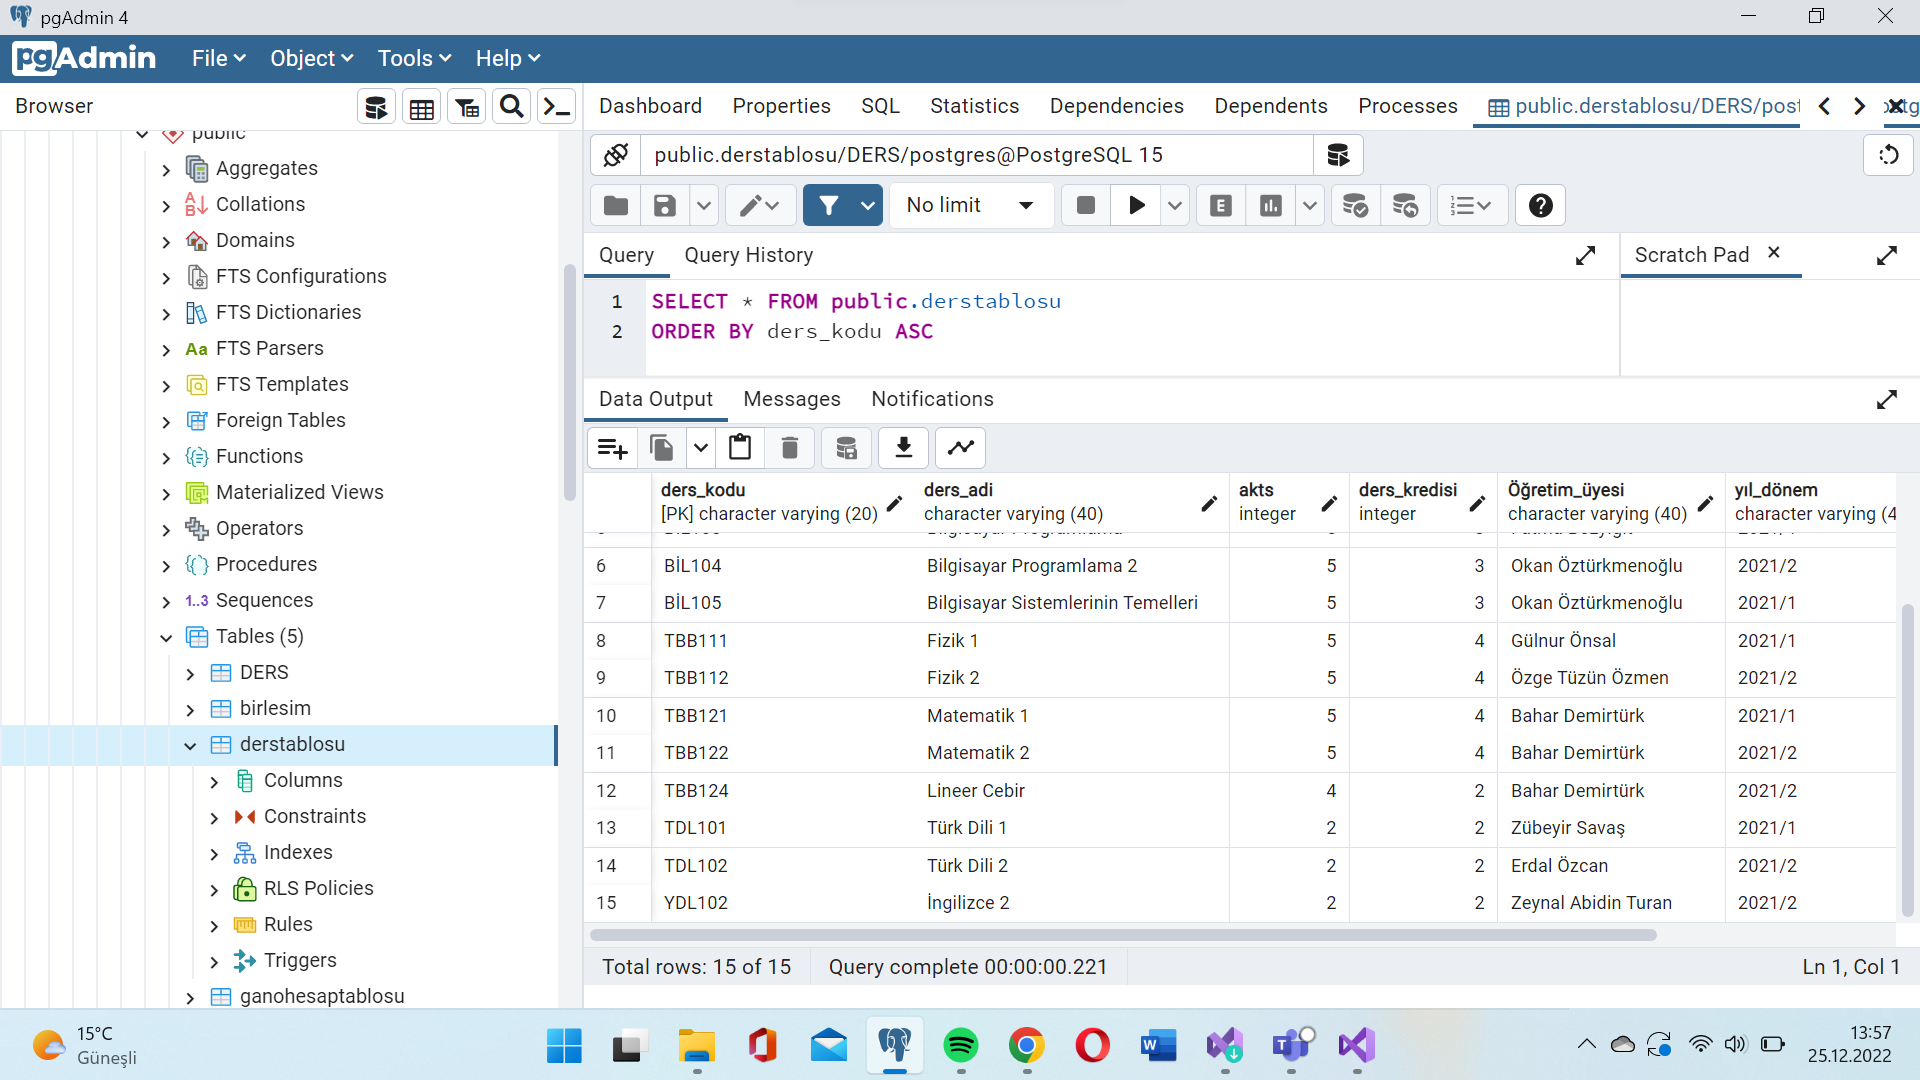 pgAdmin 4
pgAdmin File Object Tools Help
Browser
Dashboard Properties SQL Statistics Dependencies Dependents Processes public.derstablosu/DERS/post
public.derstablosu/DERS/postgres@PostgreSQL 15
No limit
Query Query History
Scratch Pad
1 SELECT * FROM public.derstablosu
2 ORDER BY ders_kodu ASC
Data Output Messages Notifications
ders_kodu ders_adi akts ders_kredisi Öğretim_üyesi yıl_dönem
[PK] character varying (20) character varying (40) integer integer character varying (40) character varying (4
6 BİL104 Bilgisayar Programlama 2 5 3 Okan Öztürkmenoğlu 2021/2
7 BİL105 Bilgisayar Sistemlerinin Temelleri 5 3 Okan Öztürkmenoğlu 2021/1
8 TBB111 Fizik 1 5 4 Gülnur Önsal 2021/1
9 TBB112 Fizik 2 5 4 Özge Tüzün Özmen 2021/2
10 TBB121 Matematik 1 5 4 Bahar Demirtürk 2021/1
11 TBB122 Matematik 2 5 4 Bahar Demirtürk 2021/2
12 TBB124 Lineer Cebir 4 2 Bahar Demirtürk 2021/2
13 TDL101 Türk Dili 1 2 2 Zübeyir Savaş 2021/1
14 TDL102 Türk Dili 2 2 2 Erdal Özcan 2021/2
15 YDL102 İngilizce 2 2 2 Zeynal Abidin Turan 2021/2
Total rows: 15 of 15 Query complete 00:00:00.221 Ln 1, Col 1
public
Aggregates
Collations
Domains
FTS Configurations
FTS Dictionaries
Aa FTS Parsers
FTS Templates
Foreign Tables
Functions
Materialized Views
Operators
Procedures
1..3 Sequences
Tables (5)
DERS
birlesim
derstablosu
Columns
Constraints
Indexes
RLS Policies
Rules
Triggers
ganohesaptablosu
15°C
Güneşli
13:57
25.12.2022